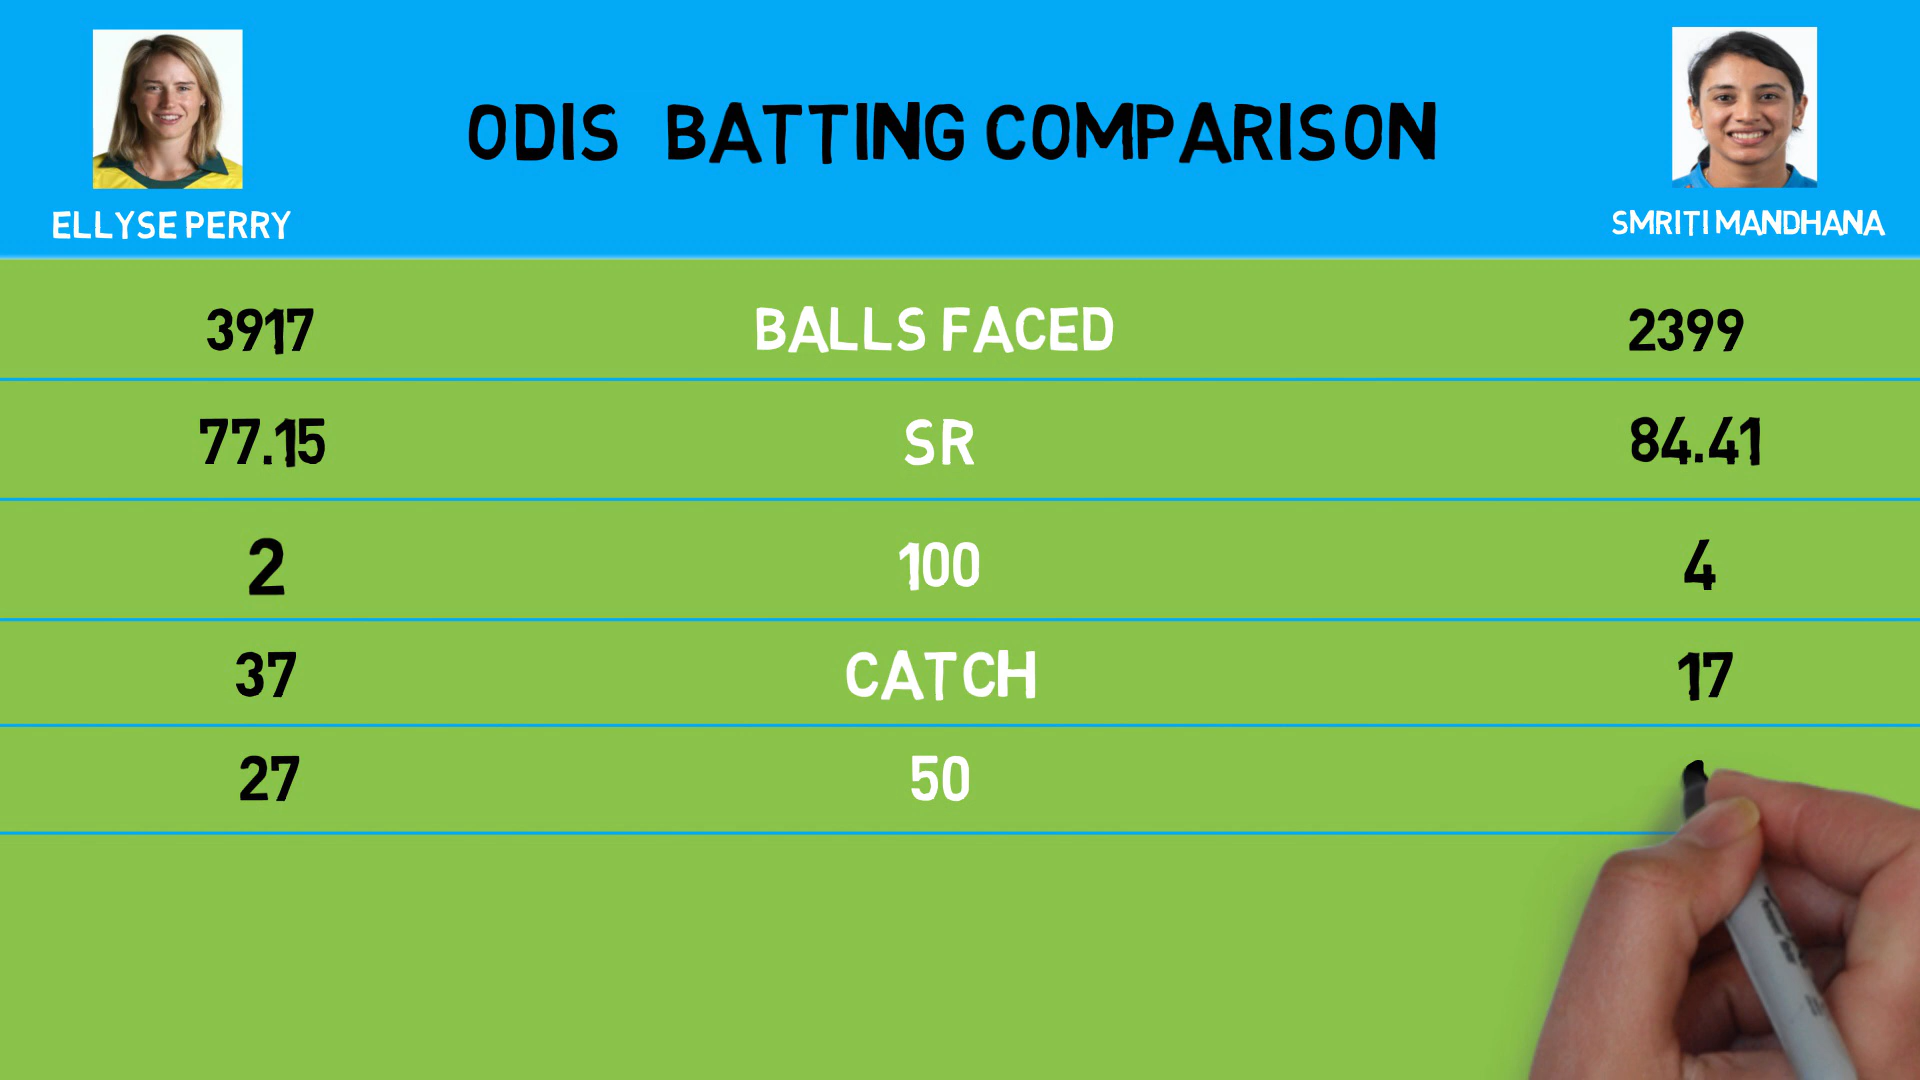 ODIS BATTING COMPARISON
ELLYSE PERRY
SMRITI MANDHANA
3917 BALLS FACED 2399
77.15 SR 84.41
2 100 4
37 CATCH 17
27 50